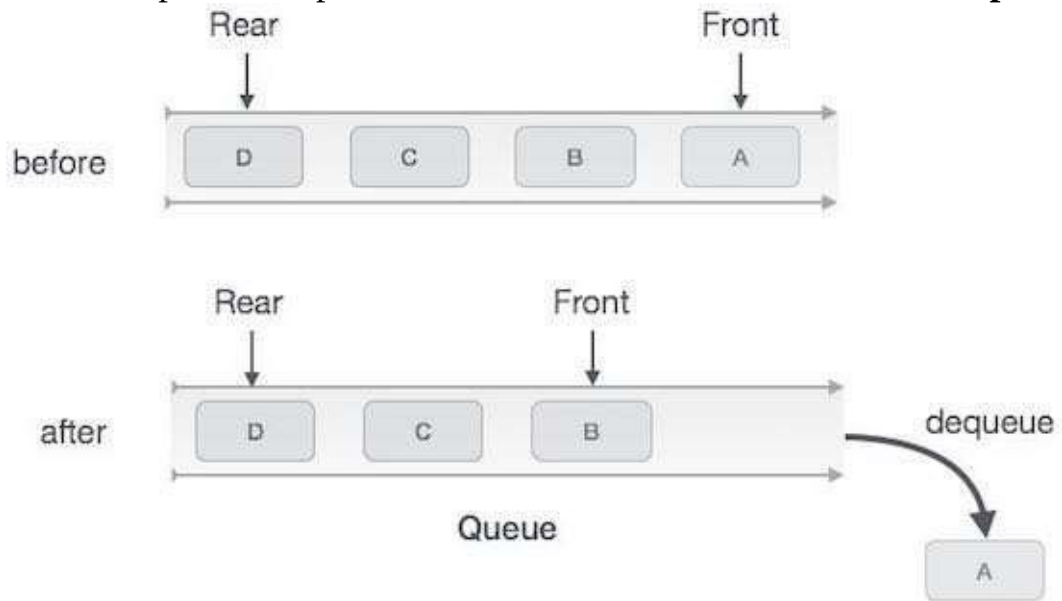 Rear Front
before D C B A
Rear Front
after D C B dequeue
Queue
A